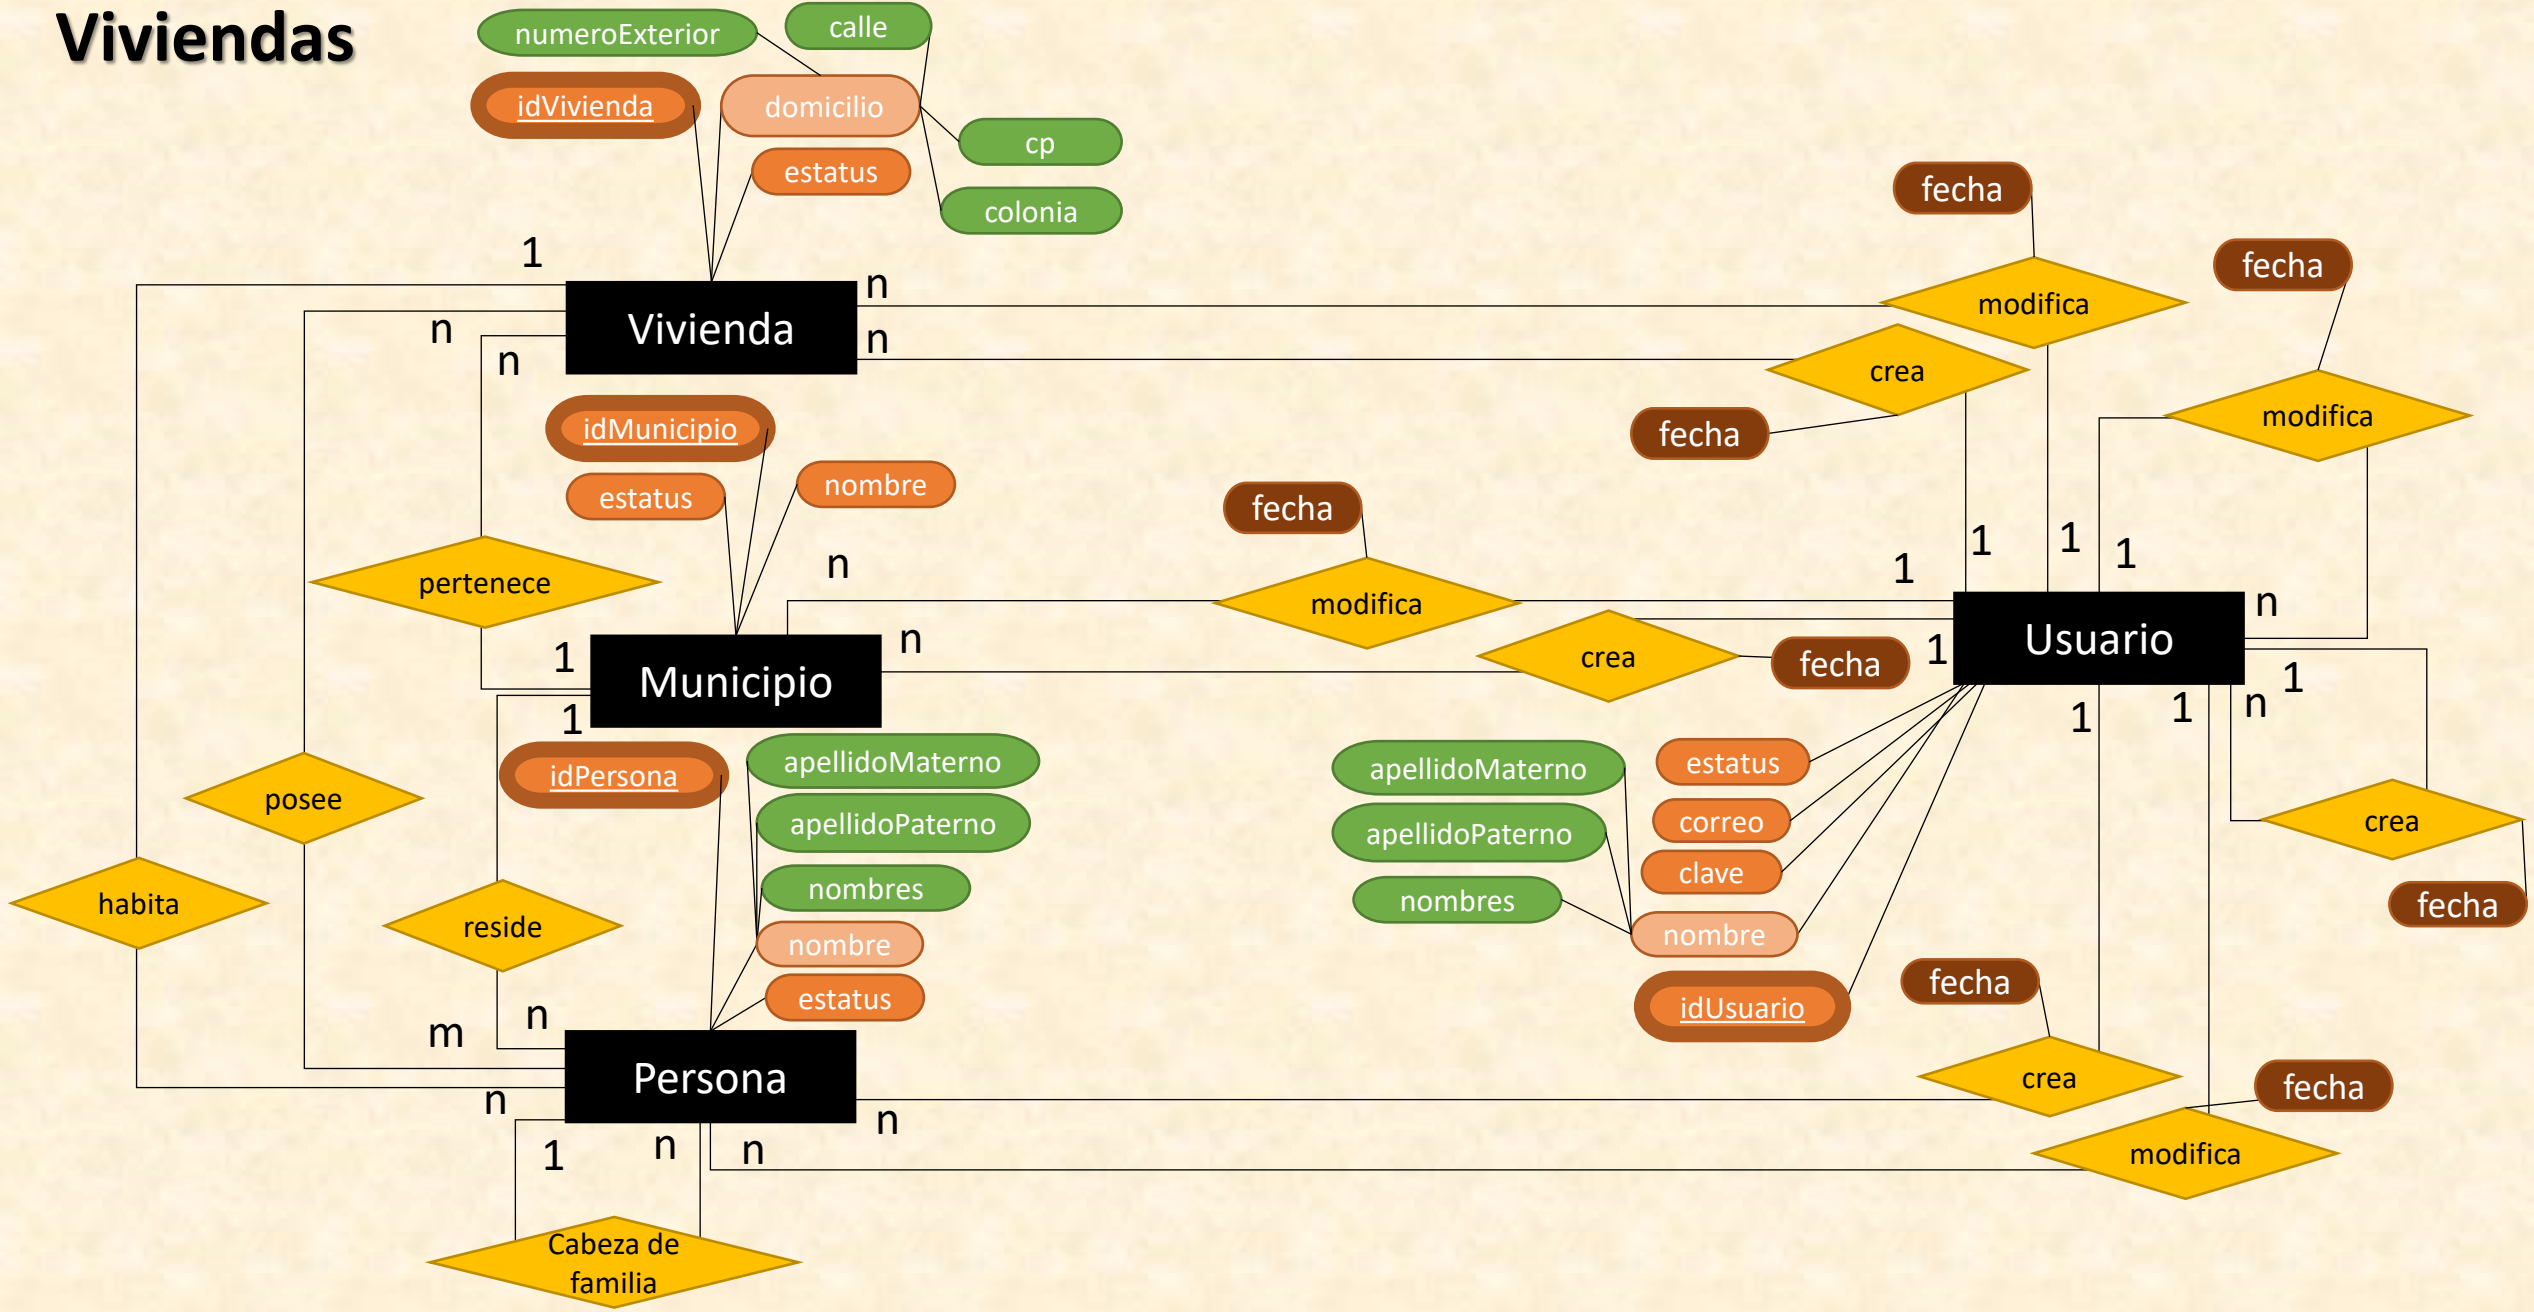 Viviendas
numeroExterior
calle
idVivienda
domicilio
cp
estatus
colonia
fecha
fecha
1
n
modifica
Vivienda
n
n
n
n
crea
modifica
idMunicipio
fecha
estatus
nombre
fecha
n
1
1
1
1
pertenece
modifica
n
Usuario
n
1
1
Municipio
crea
fecha
1
1
1
1
n
1
idPersona
apellidoMaterno
apellidoMaterno
estatus
posee
apellidoPaterno
apellidoPaterno
correo
crea
nombres
clave
habita
nombres
fecha
reside
nombre
nombre
estatus
fecha
idUsuario
m
n
Persona
crea
fecha
n
n
1
n
n
modifica
Cabeza de
familia